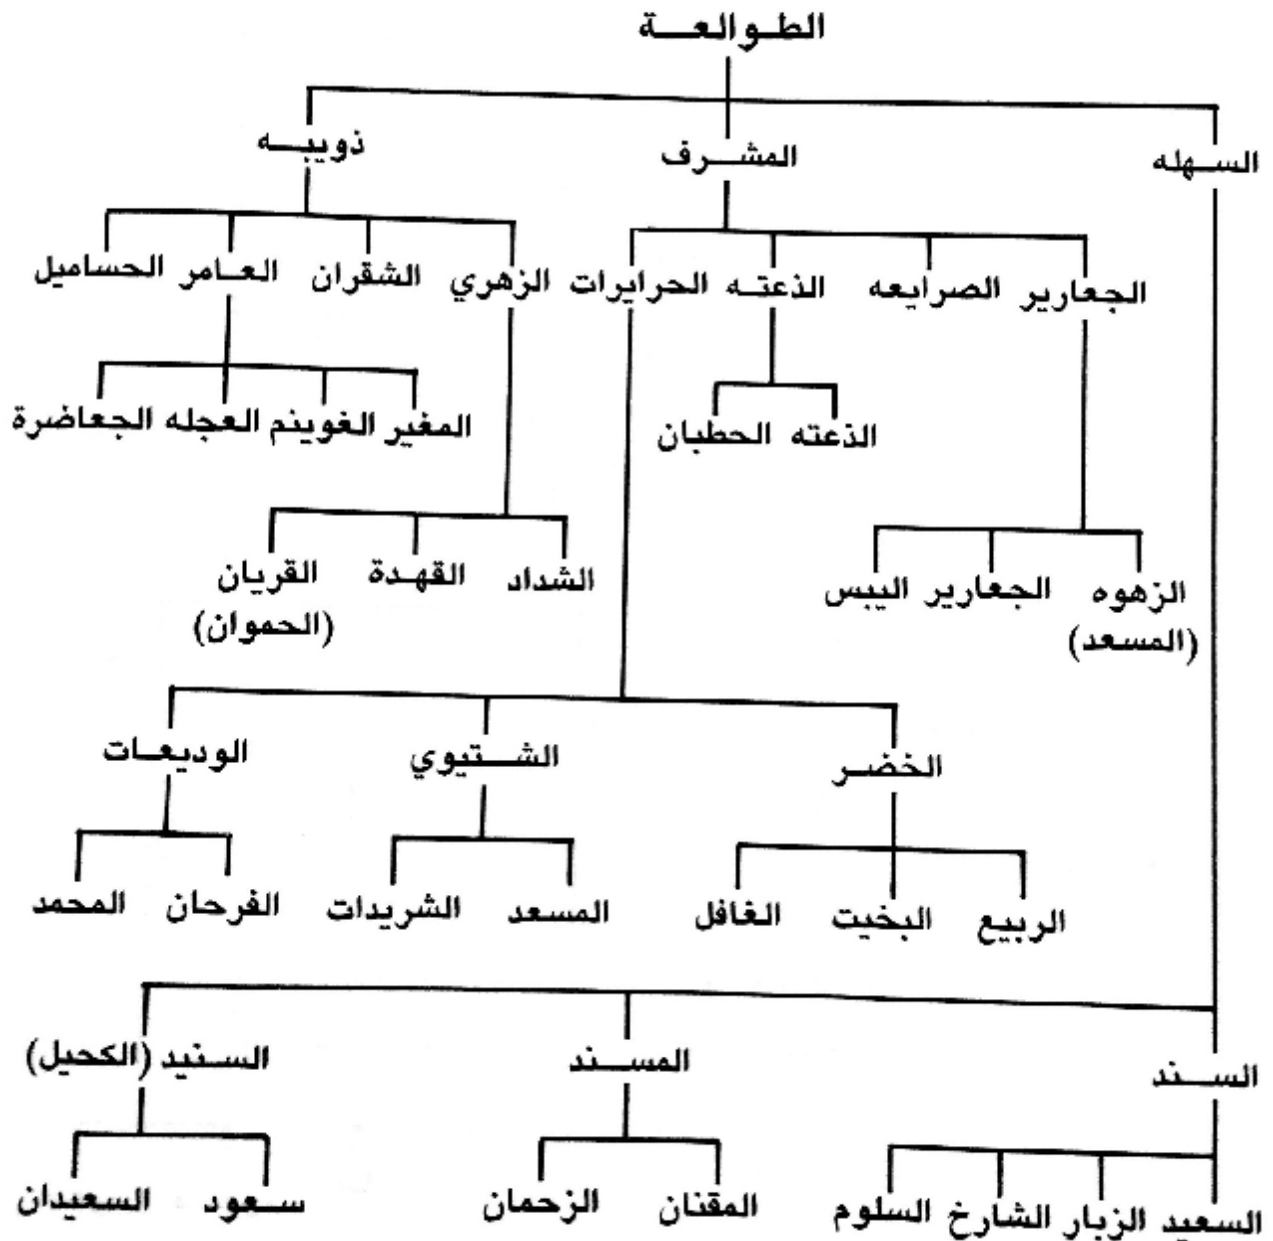 الطوالعة
السهله
المشرف
ذويبه
الجعارير الصرايعه الذعته الحرايرات الزهري الشقران العامر الحساميل
الذعته الحطبان
المغير الغوينم العجله الجعاضرة
الزهوه (المسعد)
الجعارير اليبس
الشداد القهدة القريان (الحموان)
الخضر الشتيوي الوديعات
الربيع البخيت الغافل المسعد الشريدات الفرحان المحمد
السند المسند السنيد (الكحيل)
السعيد الزبار الشارخ السلوم المقنان الزحمان سعود السعيدان